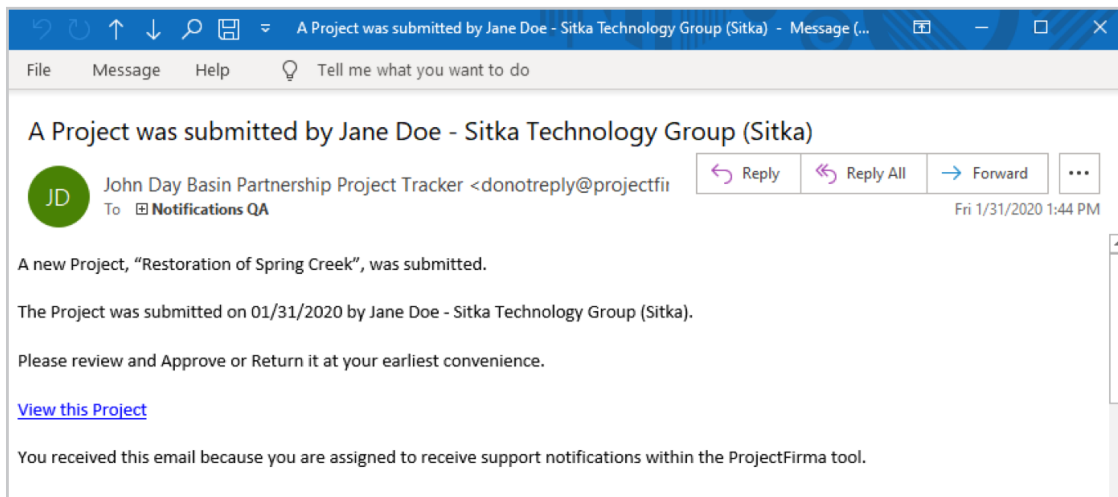 A Project was submitted by Jane Doe - Sitka Technology Group (Sitka) - Message (...
File Message Help Tell me what you want to do
A Project was submitted by Jane Doe - Sitka Technology Group (Sitka)
Reply Reply All Forward ...
JD
John Day Basin Partnership Project Tracker <donotreply@projectfir
To Notifications QA
Fri 1/31/2020 1:44 PM
A new Project, “Restoration of Spring Creek”, was submitted.
The Project was submitted on 01/31/2020 by Jane Doe - Sitka Technology Group (Sitka).
Please review and Approve or Return it at your earliest convenience.
View this Project
You received this email because you are assigned to receive support notifications within the ProjectFirma tool.